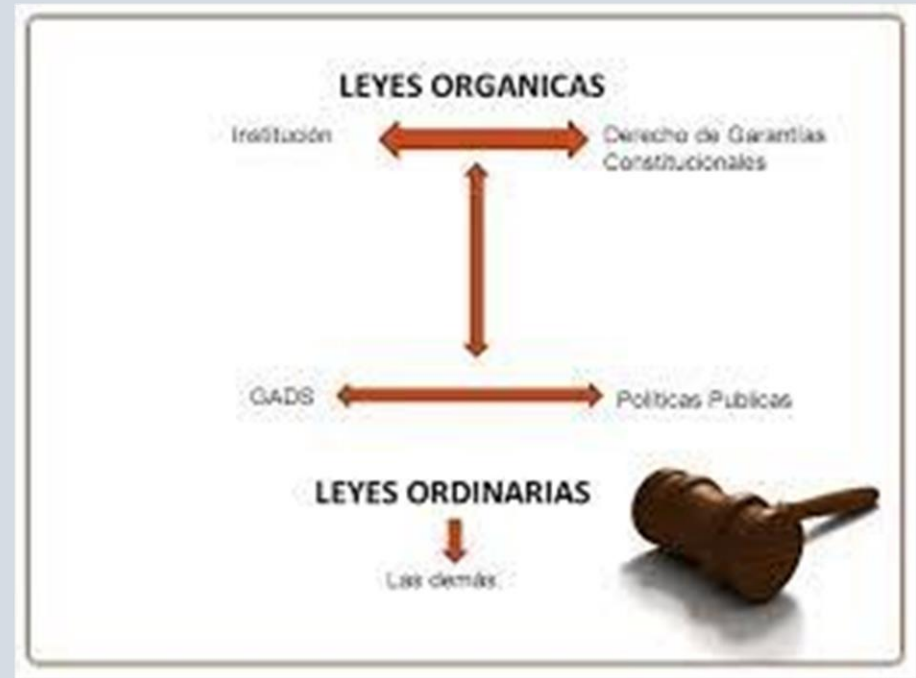 LEYES ORGANICAS
Institución
Derecho de Garantías
Constitucionales
GADS
Políticas Publicas
LEYES ORDINARIAS
Las demás.